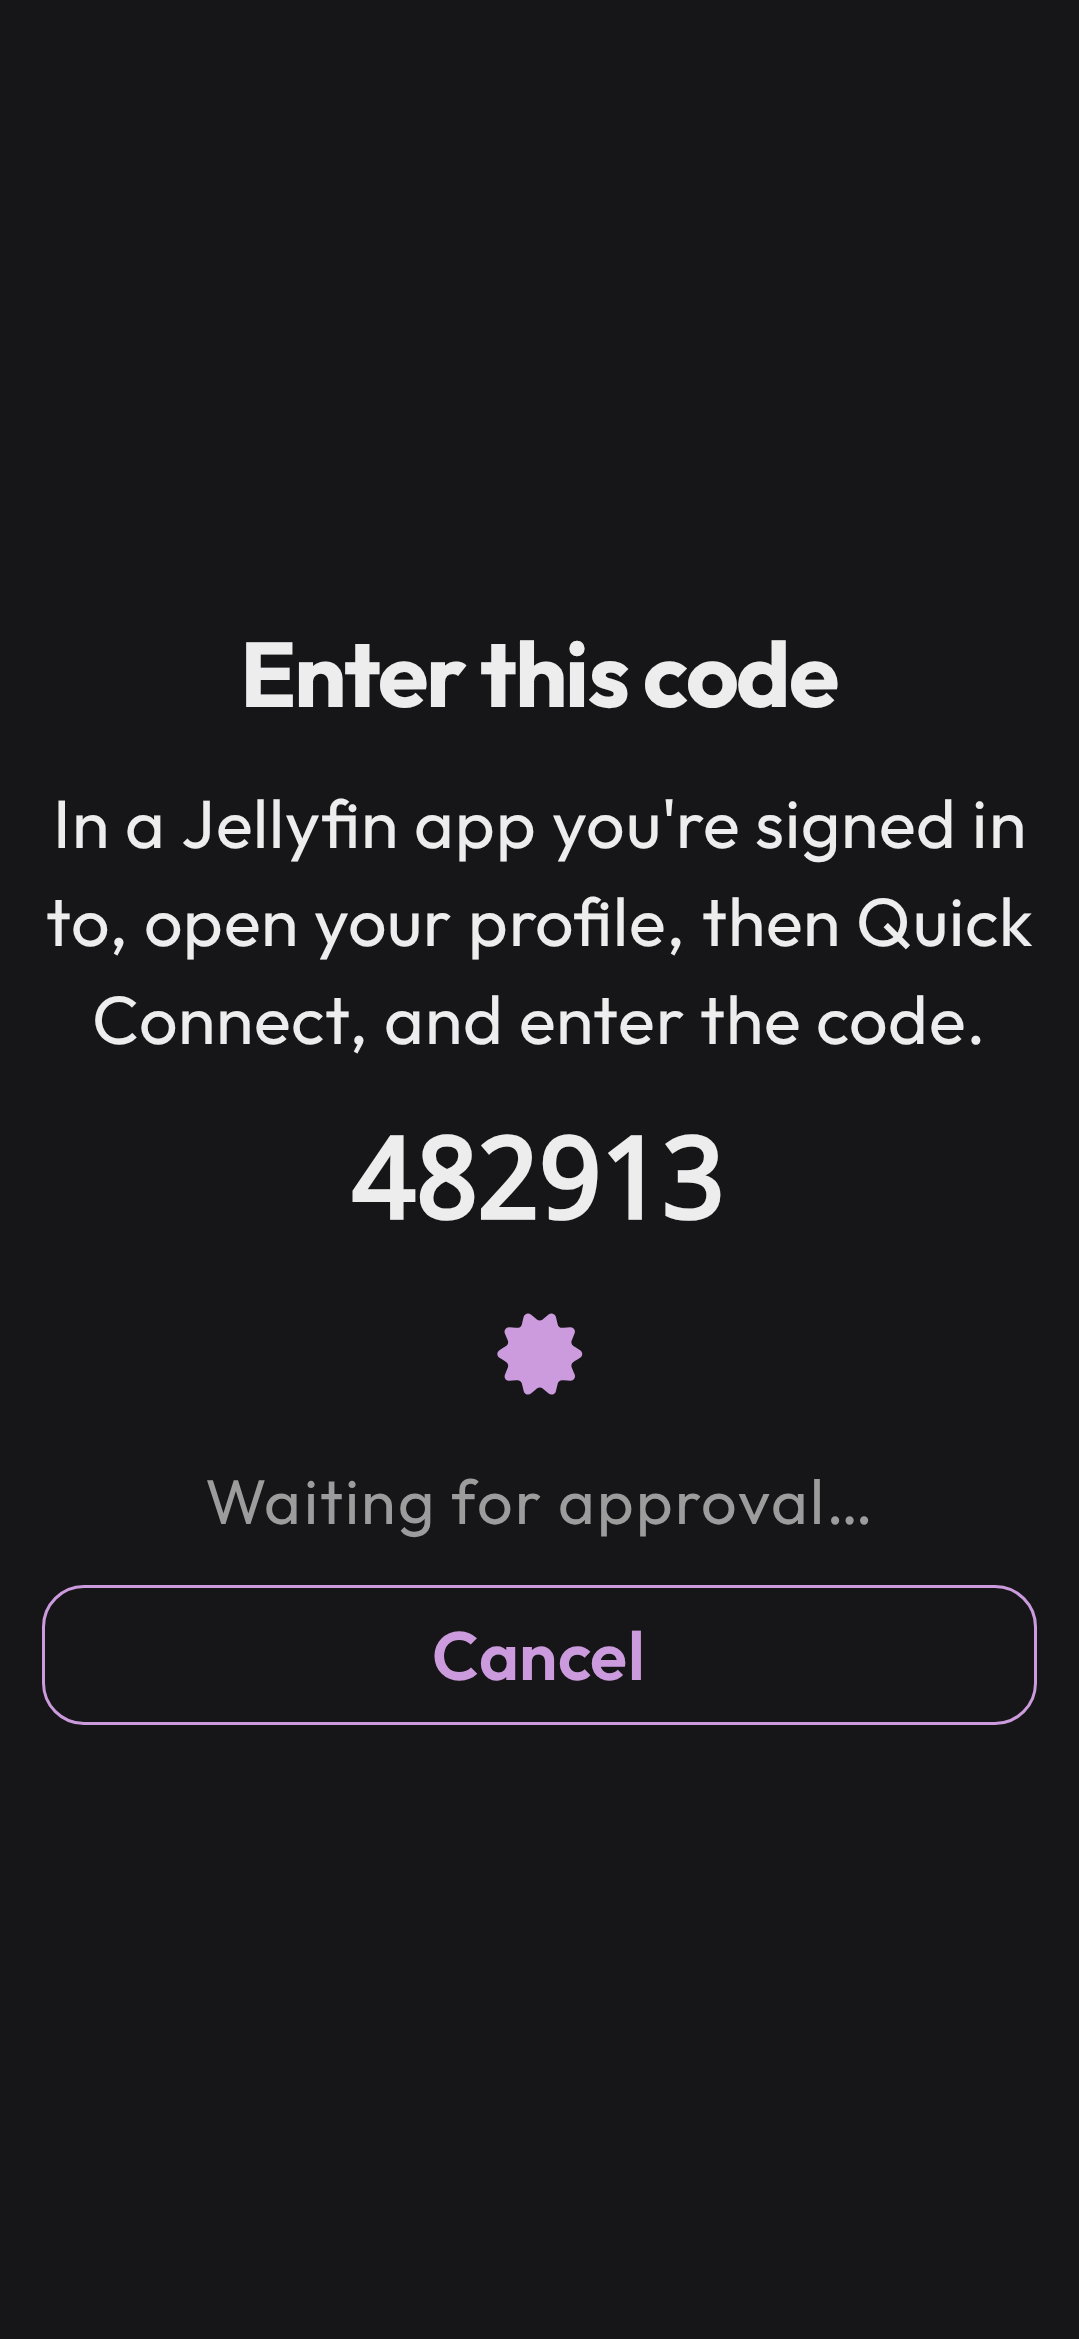 Enter this code
In a Jellyfin app you're signed in
to, open your profile, then Quick
Connect, and enter the code.
482913
Waiting for approval…
Cancel